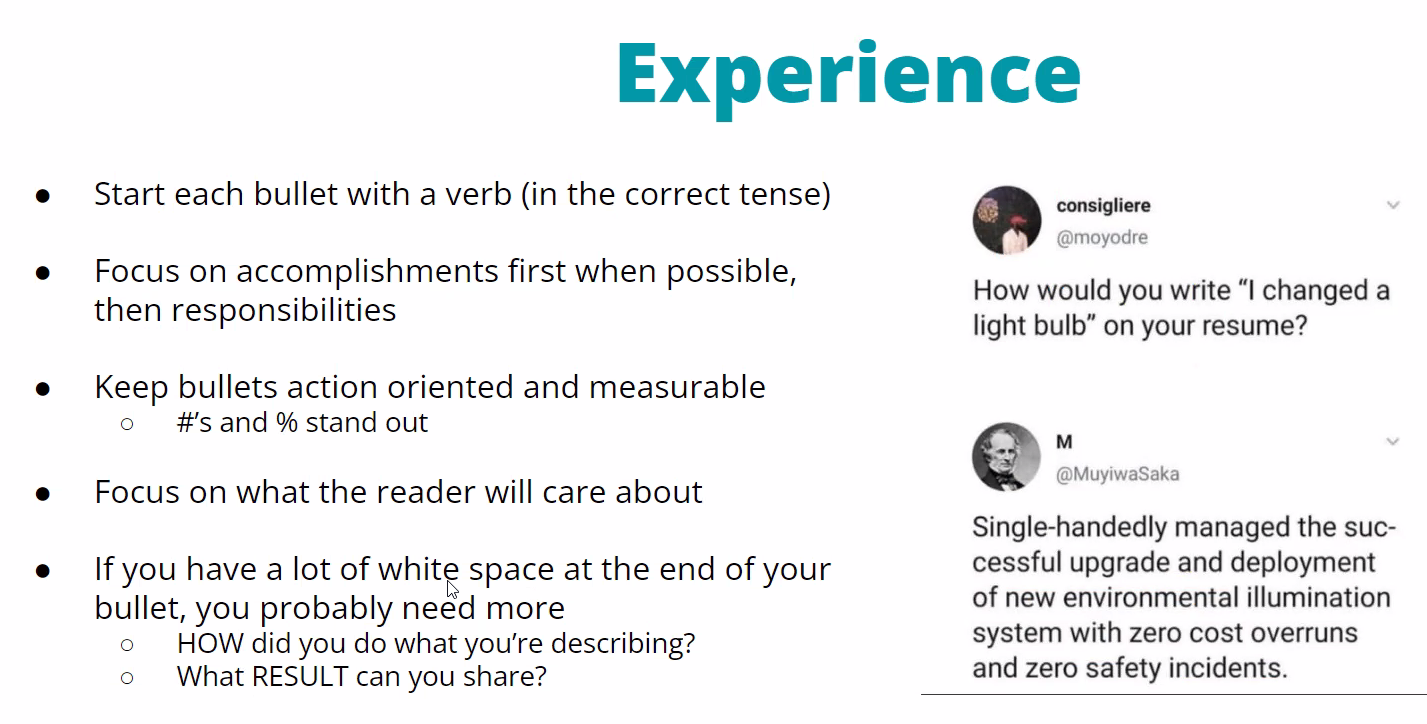 Experience
● Start each bullet with a verb (in the correct tense)
● Focus on accomplishments first when possible,
then responsibilities
● Keep bullets action oriented and measurable
○ #’s and % stand out
● Focus on what the reader will care about
● If you have a lot of white space at the end of your
bullet, you probably need more
○ HOW did you do what you’re describing?
○ What RESULT can you share?
consigliere
@moyodre
How would you write “I changed a
light bulb” on your resume?
M
@MuyiwaSaka
Single-handedly managed the suc-
cessful upgrade and deployment
of new environmental illumination
system with zero cost overruns
and zero safety incidents.